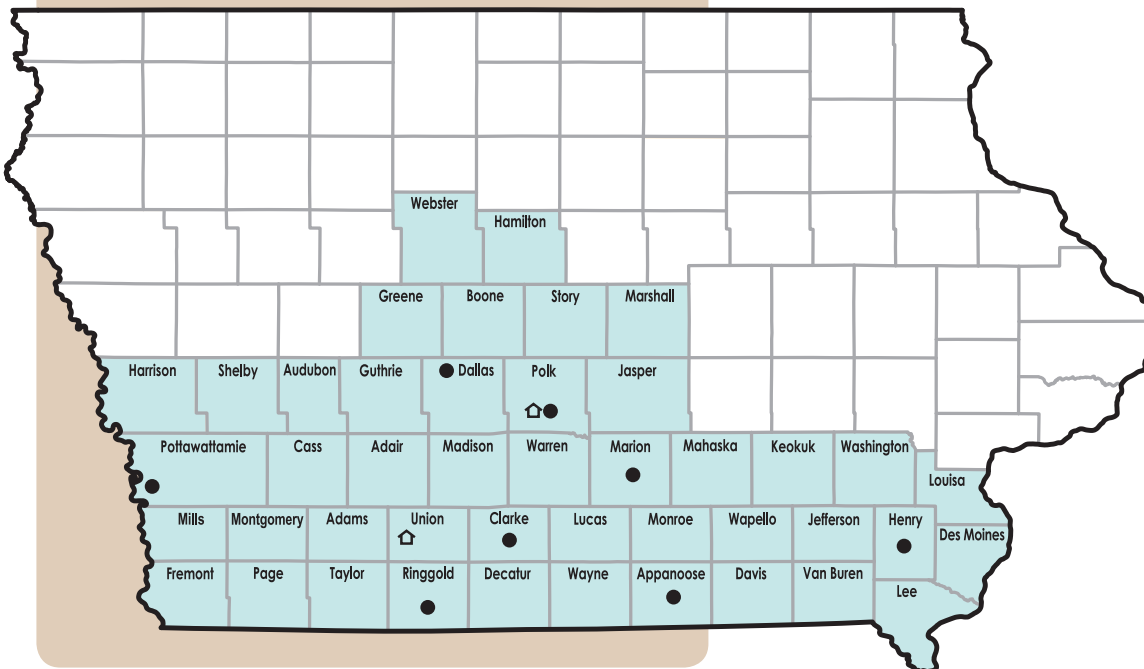 Webster
Hamilton
Greene Boone Story Marshall
Harrison Shelby Audubon Guthrie Dallas Polk Jasper
Pottawattamie Cass Adair Madison Warren Marion Mahaska Keokuk Washington
Louisa
Mills Montgomery Adams Union Clarke Lucas Monroe Wapello Jefferson Henry
Des Moines
Fremont Page Taylor Ringgold Decatur Wayne Appanoose Davis Van Buren
Lee